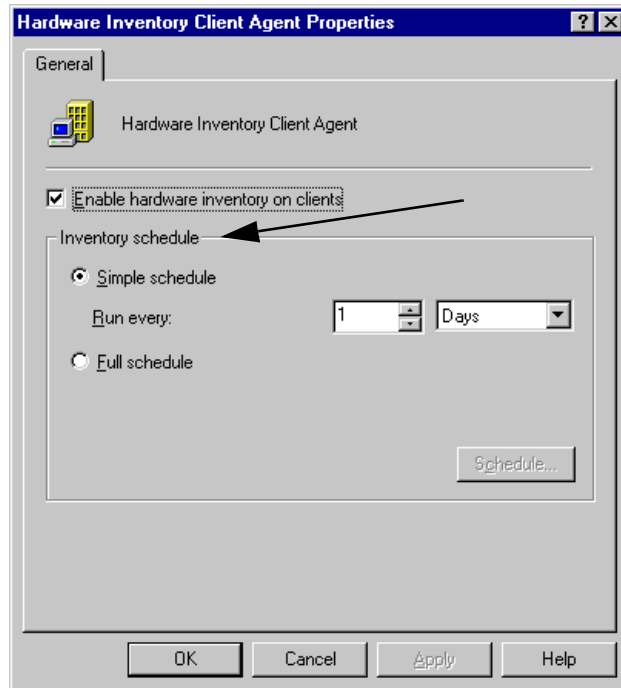 Hardware Inventory Client Agent Properties
General
Hardware Inventory Client Agent
Enable hardware inventory on clients
Inventory schedule
Simple schedule
Run every: 1 Days
Full schedule
Schedule...
OK Cancel Apply Help